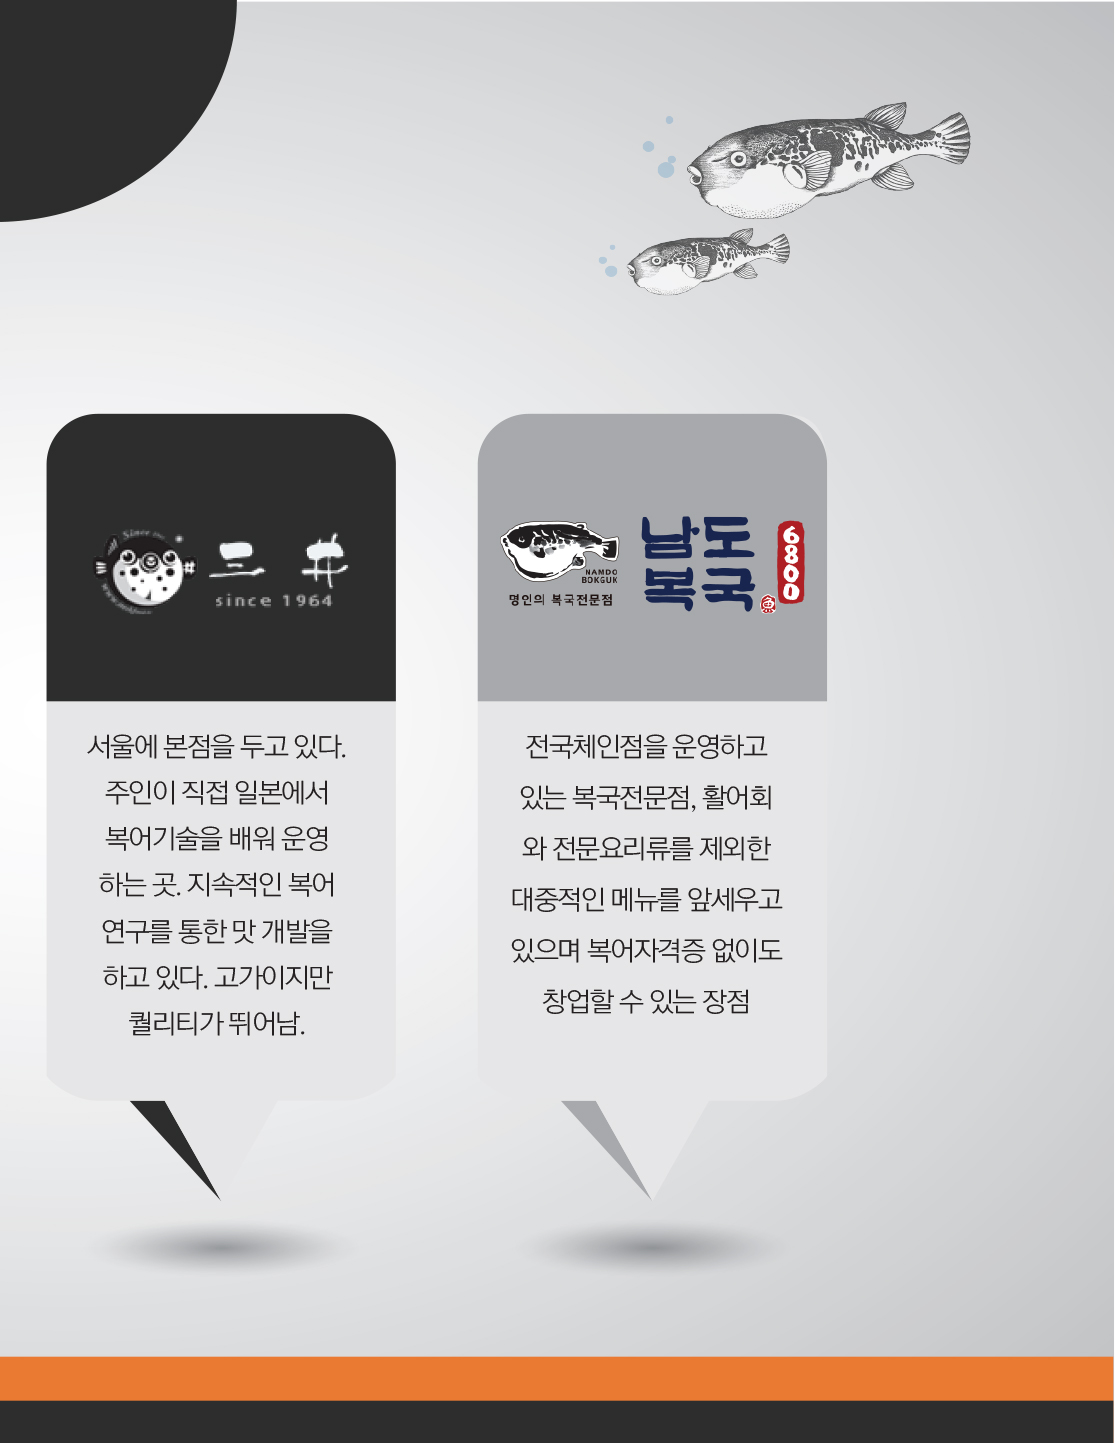 Since
三井
since 1964
서울에 본점을 두고 있다.
주인이 직접 일본에서
복어기술을 배워 운영
하는 곳. 지속적인 복어
연구를 통한 맛 개발을
하고 있다. 고가이지만
퀄리티가 뛰어남.
NAMDO
BOKGUK
명인의 복국전문점
남도
복국
6800
전국체인점을 운영하고
있는 복국전문점, 활어회
와 전문요리류를 제외한
대중적인 메뉴를 앞세우고
있으며 복어자격증 없이도
창업할 수 있는 장점